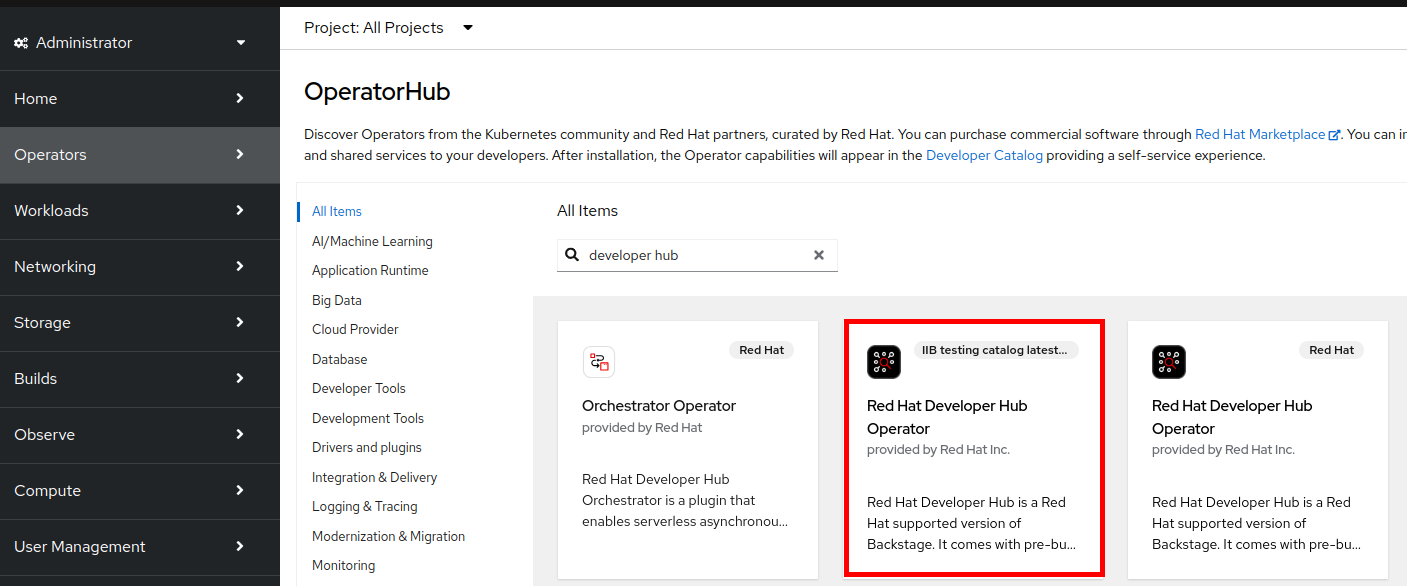 Administrator
Home
Operators
Workloads
Networking
Storage
Builds
Observe
Compute
User Management
Project: All Projects
OperatorHub
Discover Operators from the Kubernetes community and Red Hat partners, curated by Red Hat. You can purchase commercial software through Red Hat Marketplace. You can in
and shared services to your developers. After installation, the Operator capabilities will appear in the Developer Catalog providing a self-service experience.
All Items
AI/Machine Learning
Application Runtime
Big Data
Cloud Provider
Database
Developer Tools
Development Tools
Drivers and plugins
Integration & Delivery
Logging & Tracing
Modernization & Migration
Monitoring
All Items
developer hub
Red Hat
Orchestrator Operator
provided by Red Hat
Red Hat Developer Hub
Orchestrator is a plugin that
enables serverless asynchronou...
IIB testing catalog latest...
Red Hat Developer Hub
Operator
provided by Red Hat Inc.
Red Hat Developer Hub is a Red
Hat supported version of
Backstage. It comes with pre-bu...
Red Hat
Red Hat Developer Hub
Operator
provided by Red Hat Inc.
Red Hat Developer Hub is a Red
Hat supported version of
Backstage. It comes with pre-bu...